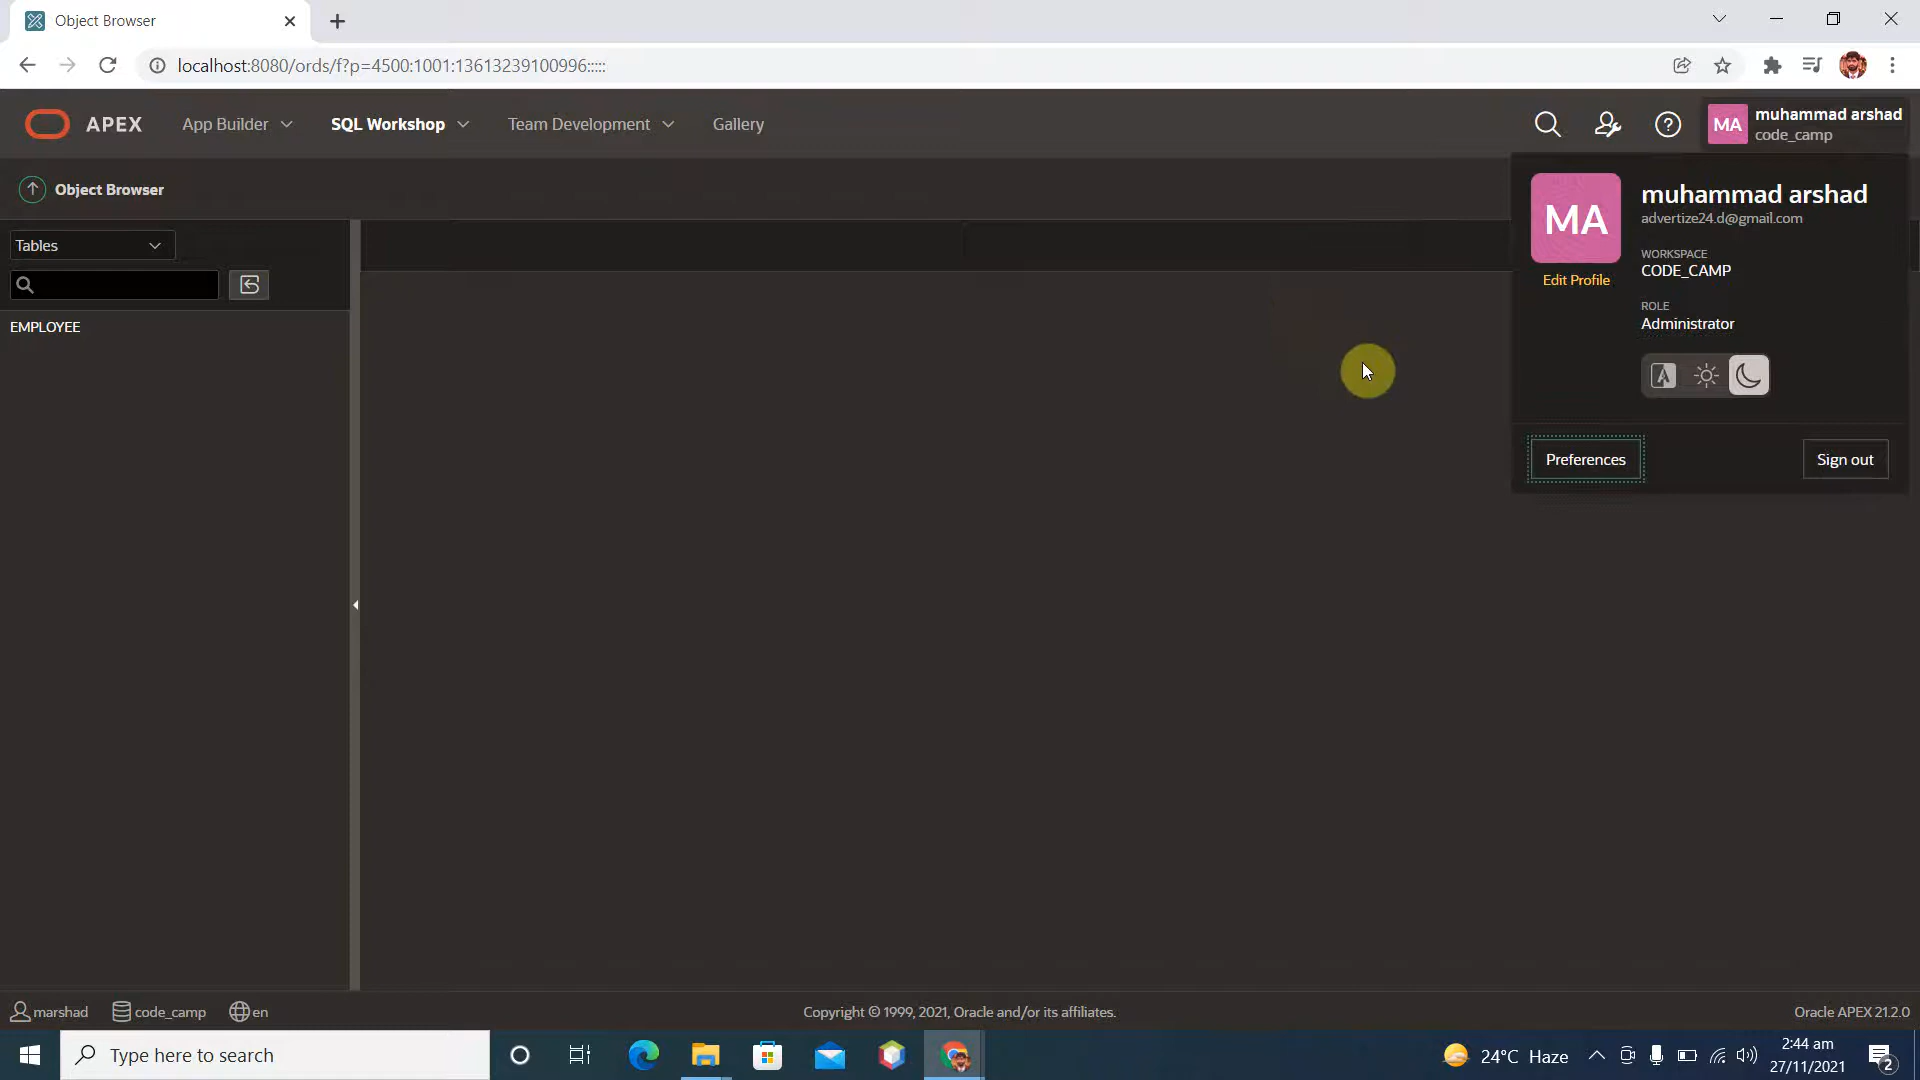 Object Browser
localhost:8080/ords/f?p=4500:1001:13613239100996:::::
APEX
App Builder
SQL Workshop
Team Development
Gallery
MA
muhammad arshad
code_camp
Object Browser
MA
muhammad arshad
advertize24.d@gmail.com
Edit Profile
WORKSPACE
CODE_CAMP
ROLE
Administrator
Preferences
Sign out
Tables
EMPLOYEE
marshad
code_camp
en
Copyright © 1999, 2021, Oracle and/or its affiliates.
Oracle APEX 21.2.0
Type here to search
24°C Haze
2:44 am
27/11/2021
2